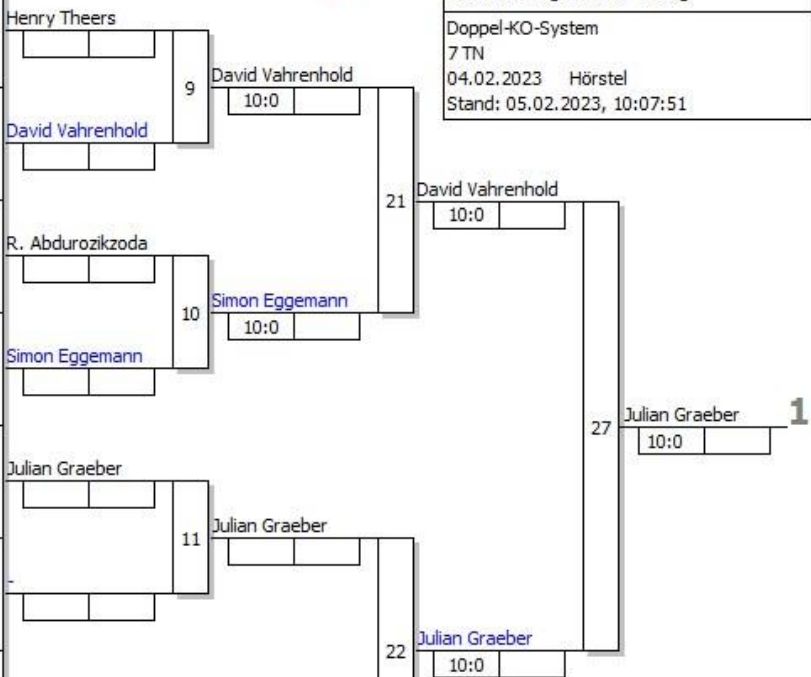 Doppel-KO-System
7 TN
04.02.2023 Hörstel
Stand: 05.02.2023, 10:07:51
Henry Theers
9
David Vahrenhold
10:0
David Vahrenhold
21
David Vahrenhold
10:0
R. Abdurozikzoda
10
Simon Eggemann
10:0
Simon Eggemann
27
Julian Graeber
10:0
1
Julian Graeber
11
Julian Graeber
-
22
Julian Graeber
10:0